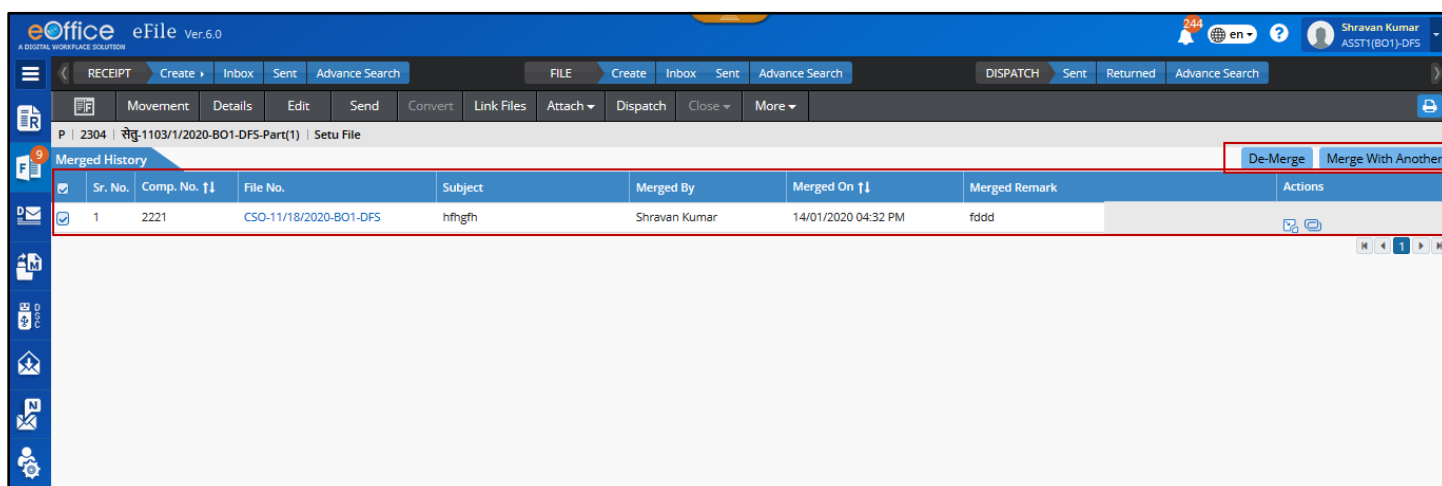 eOffice eFile Ver.6.0 244 en ? Shravan Kumar
A DIGITAL WORKPLACE SOLUTION ASST1(BO1)-DFS
RECEIPT Create Inbox Sent Advance Search FILE Create Inbox Sent Advance Search DISPATCH Sent Returned Advance Search
Movement Details Edit Send Convert Link Files Attach Dispatch Close More
P | 2304 | सेतु-1103/1/2020-BO1-DFS-Part(1) | Setu File
9 Merged History De-Merge Merge With Another
Sr. No. Comp. No. File No. Subject Merged By Merged On Merged Remark Actions
1 2221 CSO-11/18/2020-BO1-DFS hfhgfh Shravan Kumar 14/01/2020 04:32 PM fddd
1
R
F
D
M
DSC
N